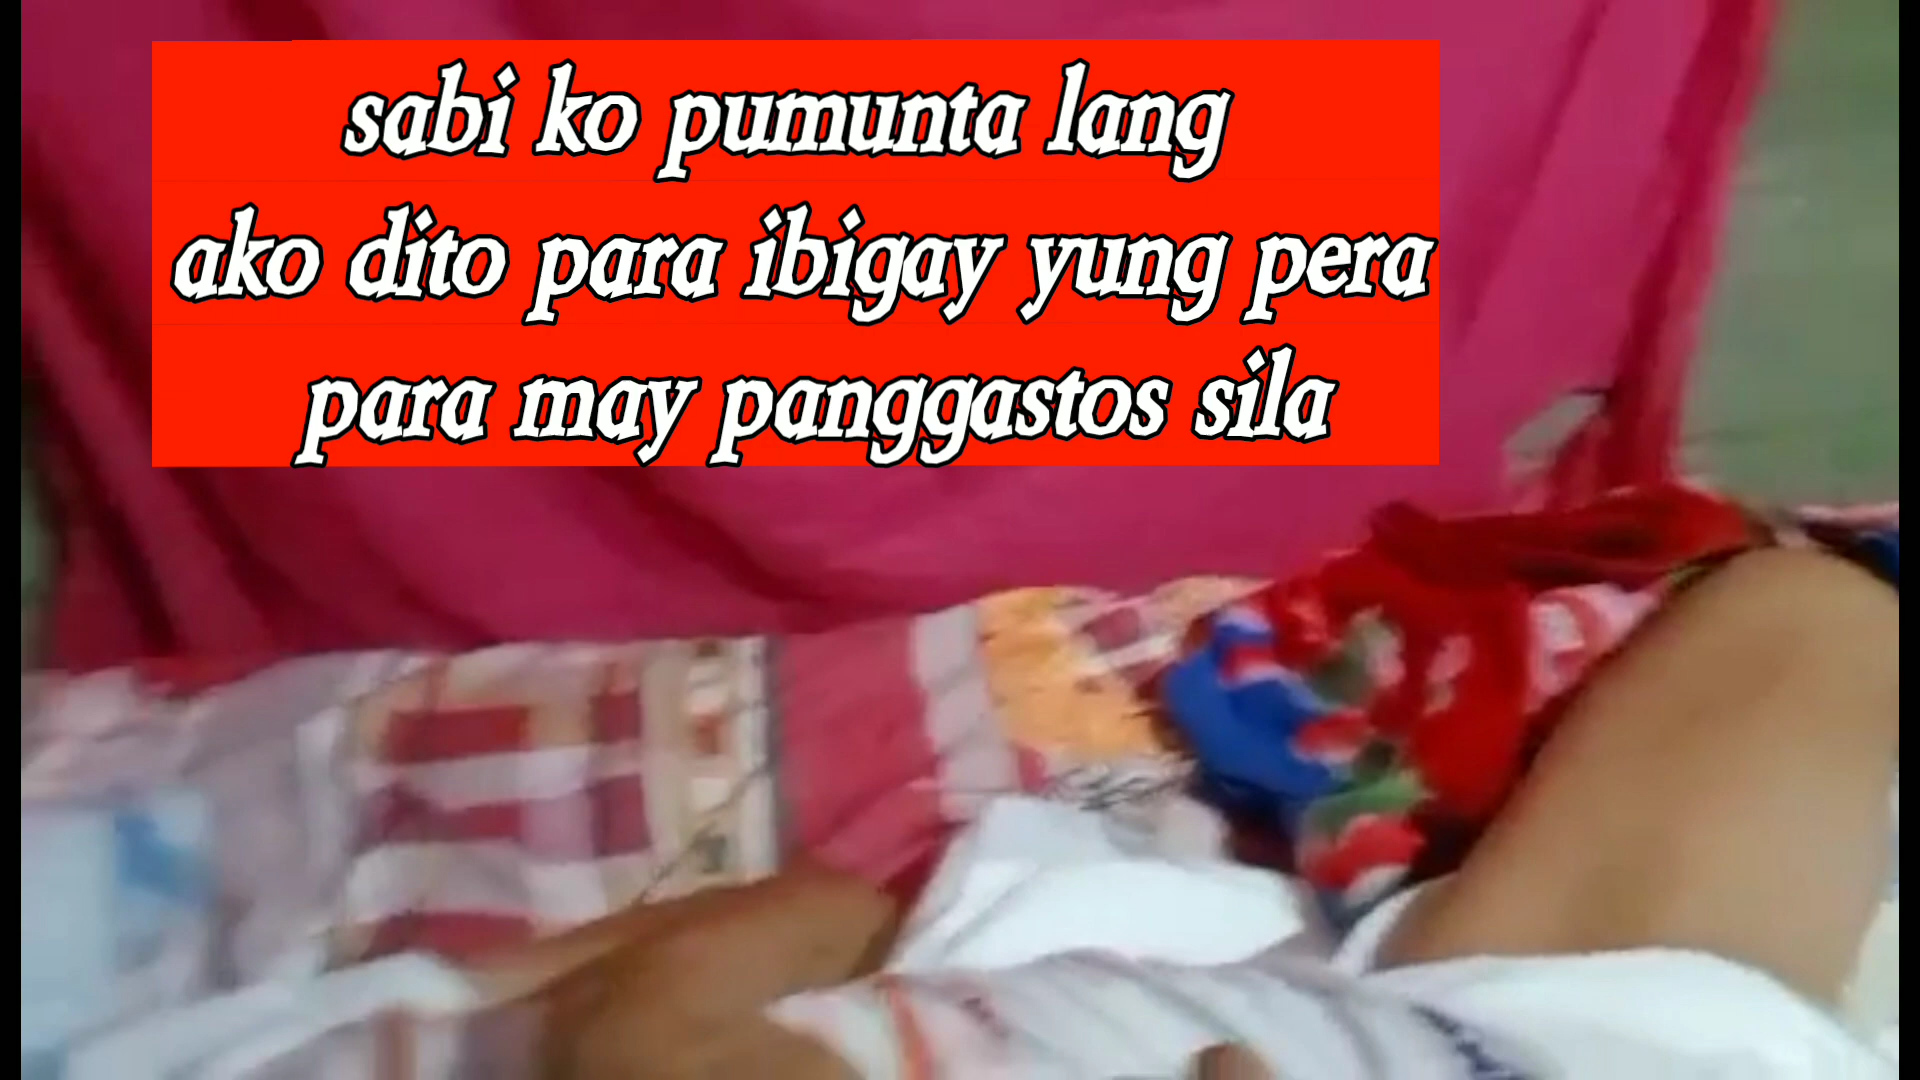 sabi ko pumunta lang
ako dito para ibigay yung pera
para may panggastos sila